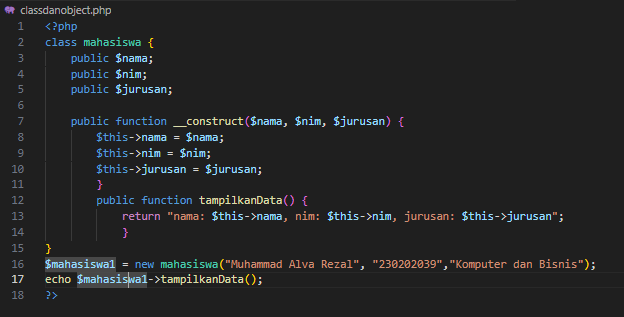 classdanobject.php
1 <?php
2 class mahasiswa {
3     public $nama;
4     public $nim;
5     public $jurusan;
6
7     public function __construct($nama, $nim, $jurusan) {
8         $this->nama = $nama;
9         $this->nim = $nim;
10         $this->jurusan = $jurusan;
11         }
12         public function tampilkanData() {
13             return "nama: $this->nama, nim: $this->nim, jurusan: $this->jurusan";
14             }
15 }
16 $mahasiswa1 = new mahasiswa("Muhammad Alva Rezal", "230202039","Komputer dan Bisnis");
17 echo $mahasiswa1->tampilkanData();
18 ?>